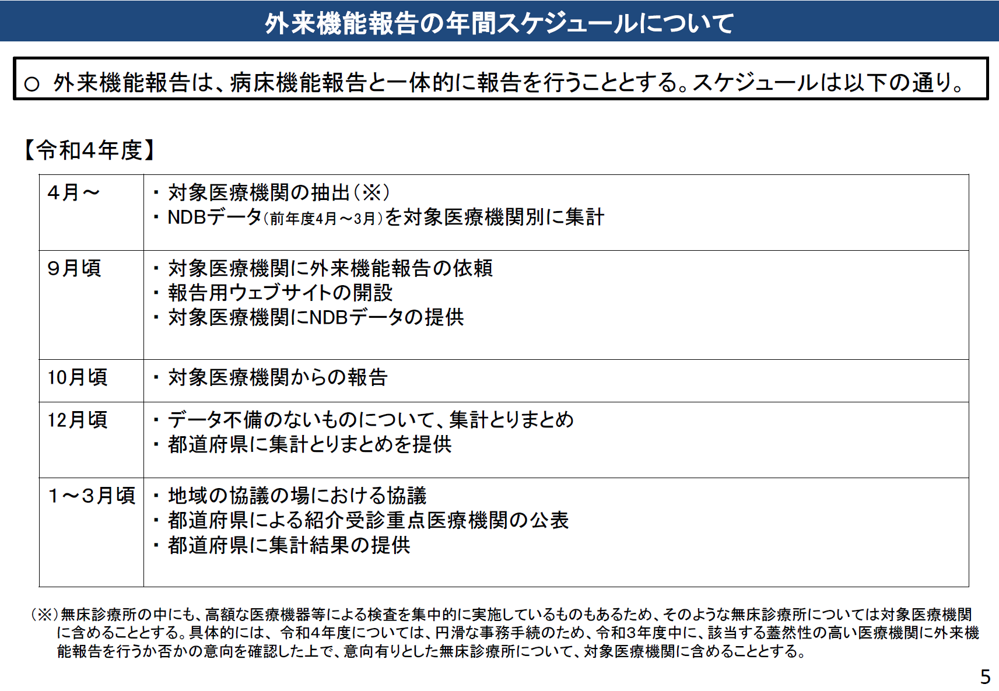 外来機能報告の年間スケジュールについて
○ 外来機能報告は、病床機能報告と一体的に報告を行うこととする。スケジュールは以下の通り。
【令和４年度】
４月～
・ 対象医療機関の抽出（※）
・ NDBデータ（前年度4月～3月）を対象医療機関別に集計
９月頃
・ 対象医療機関に外来機能報告の依頼
・ 報告用ウェブサイトの開設
・ 対象医療機関にNDBデータの提供
10月頃
・ 対象医療機関からの報告
12月頃
・ データ不備のないものについて、集計とりまとめ
・ 都道府県に集計とりまとめを提供
１～３月頃
・ 地域の協議の場における協議
・ 都道府県による紹介受診重点医療機関の公表
・ 都道府県に集計結果の提供
（※）無床診療所の中にも、高額な医療機器等による検査を集中的に実施しているものもあるため、そのような無床診療所については対象医療機関
に含めることとする。具体的には、 令和４年度については、円滑な事務手続のため、令和３年度中に、該当する蓋然性の高い医療機関に外来機
能報告を行うか否かの意向を確認した上で、意向有りとした無床診療所について、対象医療機関に含めることとする。
5